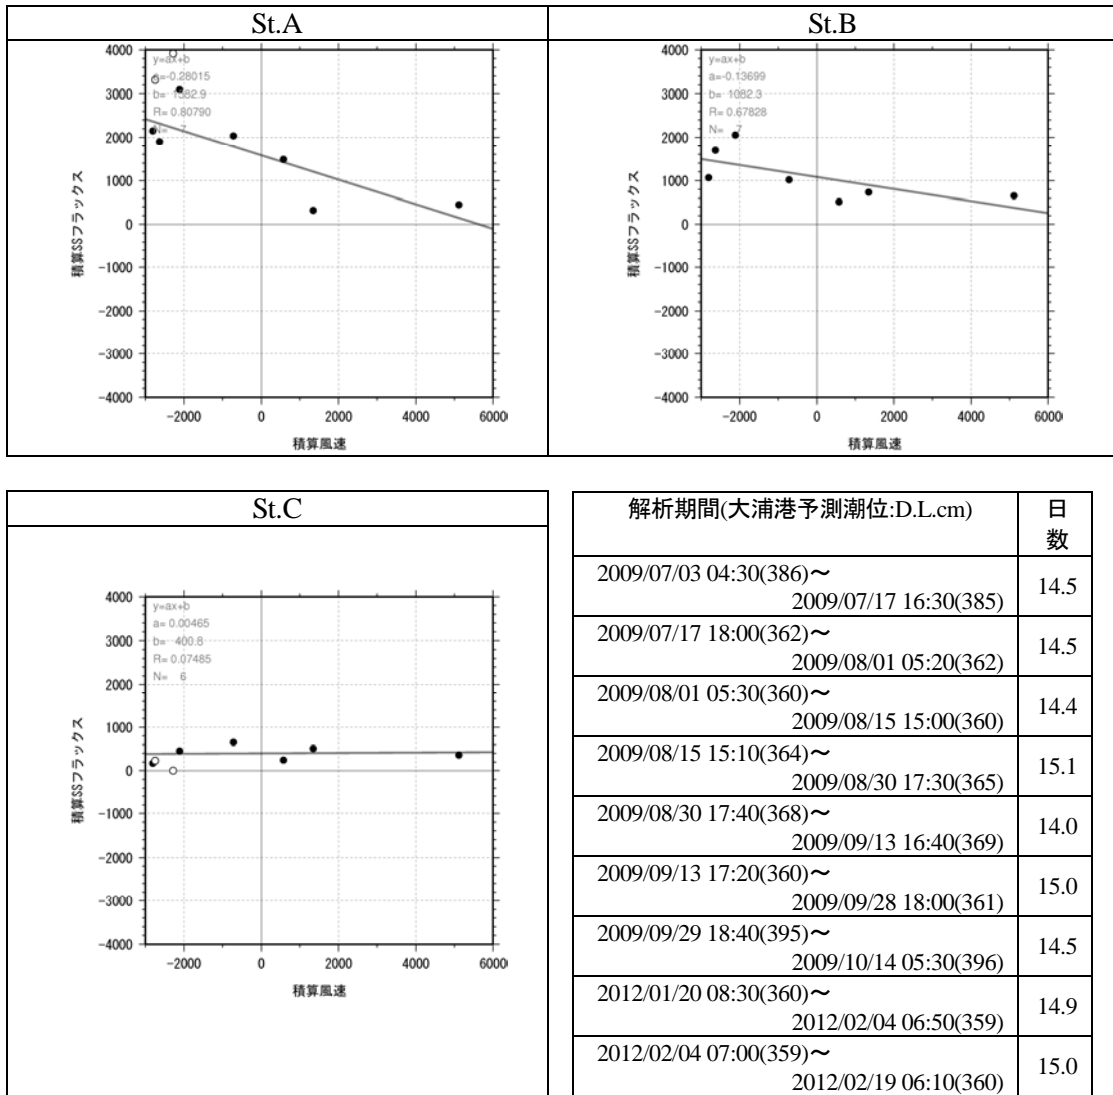 St.A
4000
3000
2000
1000
0
-1000
-2000
-3000
-4000
y=ax+b
a=-0.28015
b= 1582.9
R= 0.80790
N= 7
積算SSフラックス
-2000 0 2000 4000 6000
積算風速
St.B
4000
3000
2000
1000
0
-1000
-2000
-3000
-4000
y=ax+b
a=-0.13699
b= 1082.3
R= 0.67828
N= 7
積算SSフラックス
-2000 0 2000 4000 6000
積算風速
St.C
4000
3000
2000
1000
0
-1000
-2000
-3000
-4000
y=ax+b
a= 0.00465
b= 400.8
R= 0.07485
N= 6
積算SSフラックス
-2000 0 2000 4000 6000
積算風速
解析期間(大浦港予測潮位:D.L.cm) 日
数
2009/07/03 04:30(386)～
2009/07/17 16:30(385) 14.5
2009/07/17 18:00(362)～
2009/08/01 05:20(362) 14.5
2009/08/01 05:30(360)～
2009/08/15 15:00(360) 14.4
2009/08/15 15:10(364)～
2009/08/30 17:30(365) 15.1
2009/08/30 17:40(368)～
2009/09/13 16:40(369) 14.0
2009/09/13 17:20(360)～
2009/09/28 18:00(361) 15.0
2009/09/29 18:40(395)～
2009/10/14 05:30(396) 14.5
2012/01/20 08:30(360)～
2012/02/04 06:50(359) 14.9
2012/02/04 07:00(359)～
2012/02/19 06:10(360) 15.0